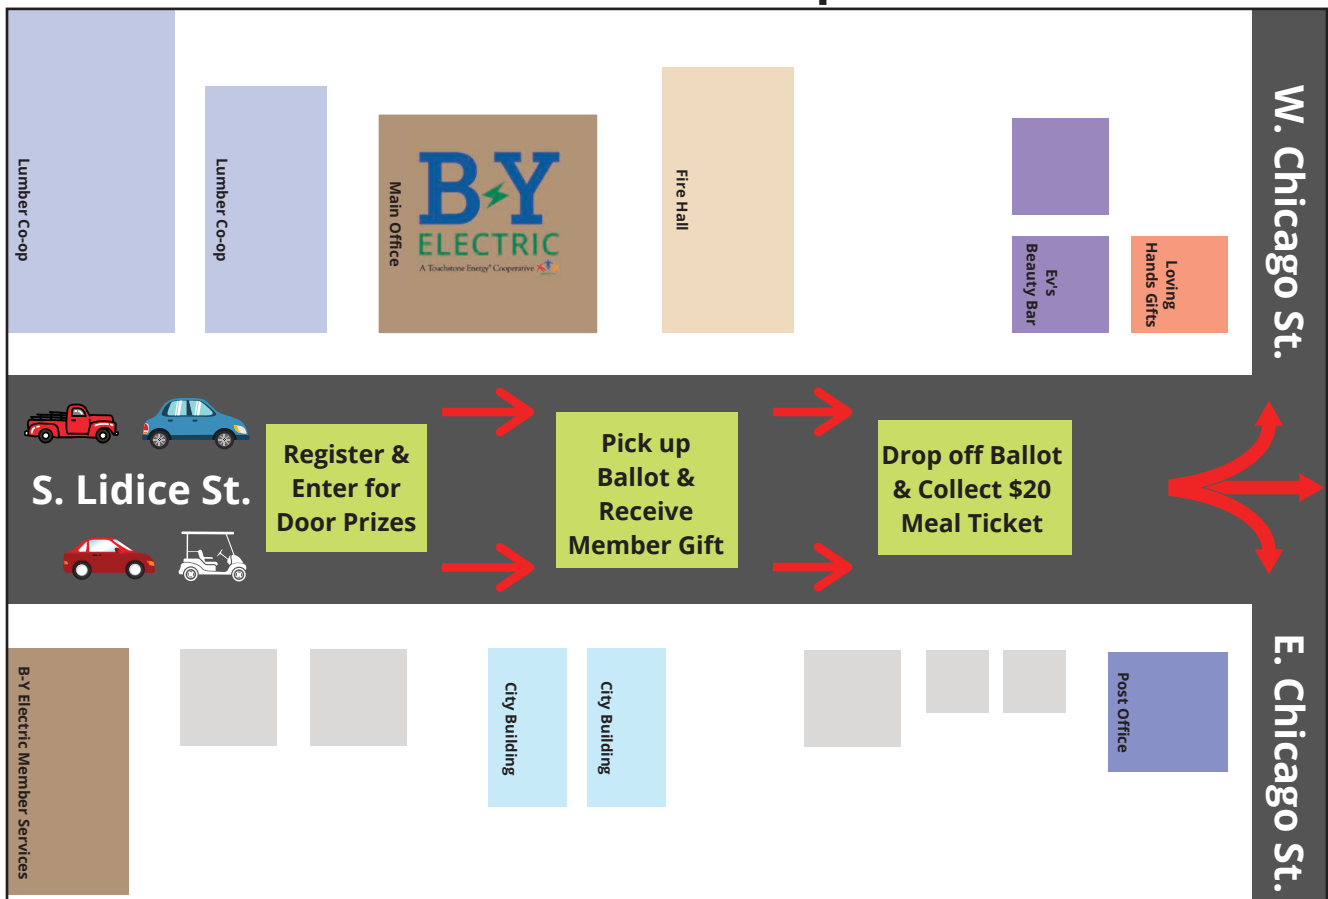 Lumber Co-op
Lumber Co-op
Main Office
B Y
ELECTRIC
A Touchstone Energy® Cooperative
Fire Hall
Ev's
Beauty Bar
Loving
Hands Gifts
W. Chicago St.
S. Lidice St.
Register &
Enter for
Door Prizes
Pick up
Ballot &
Receive
Member Gift
Drop off Ballot
& Collect $20
Meal Ticket
B-Y Electric Member Services
City Building
City Building
Post Office
E. Chicago St.